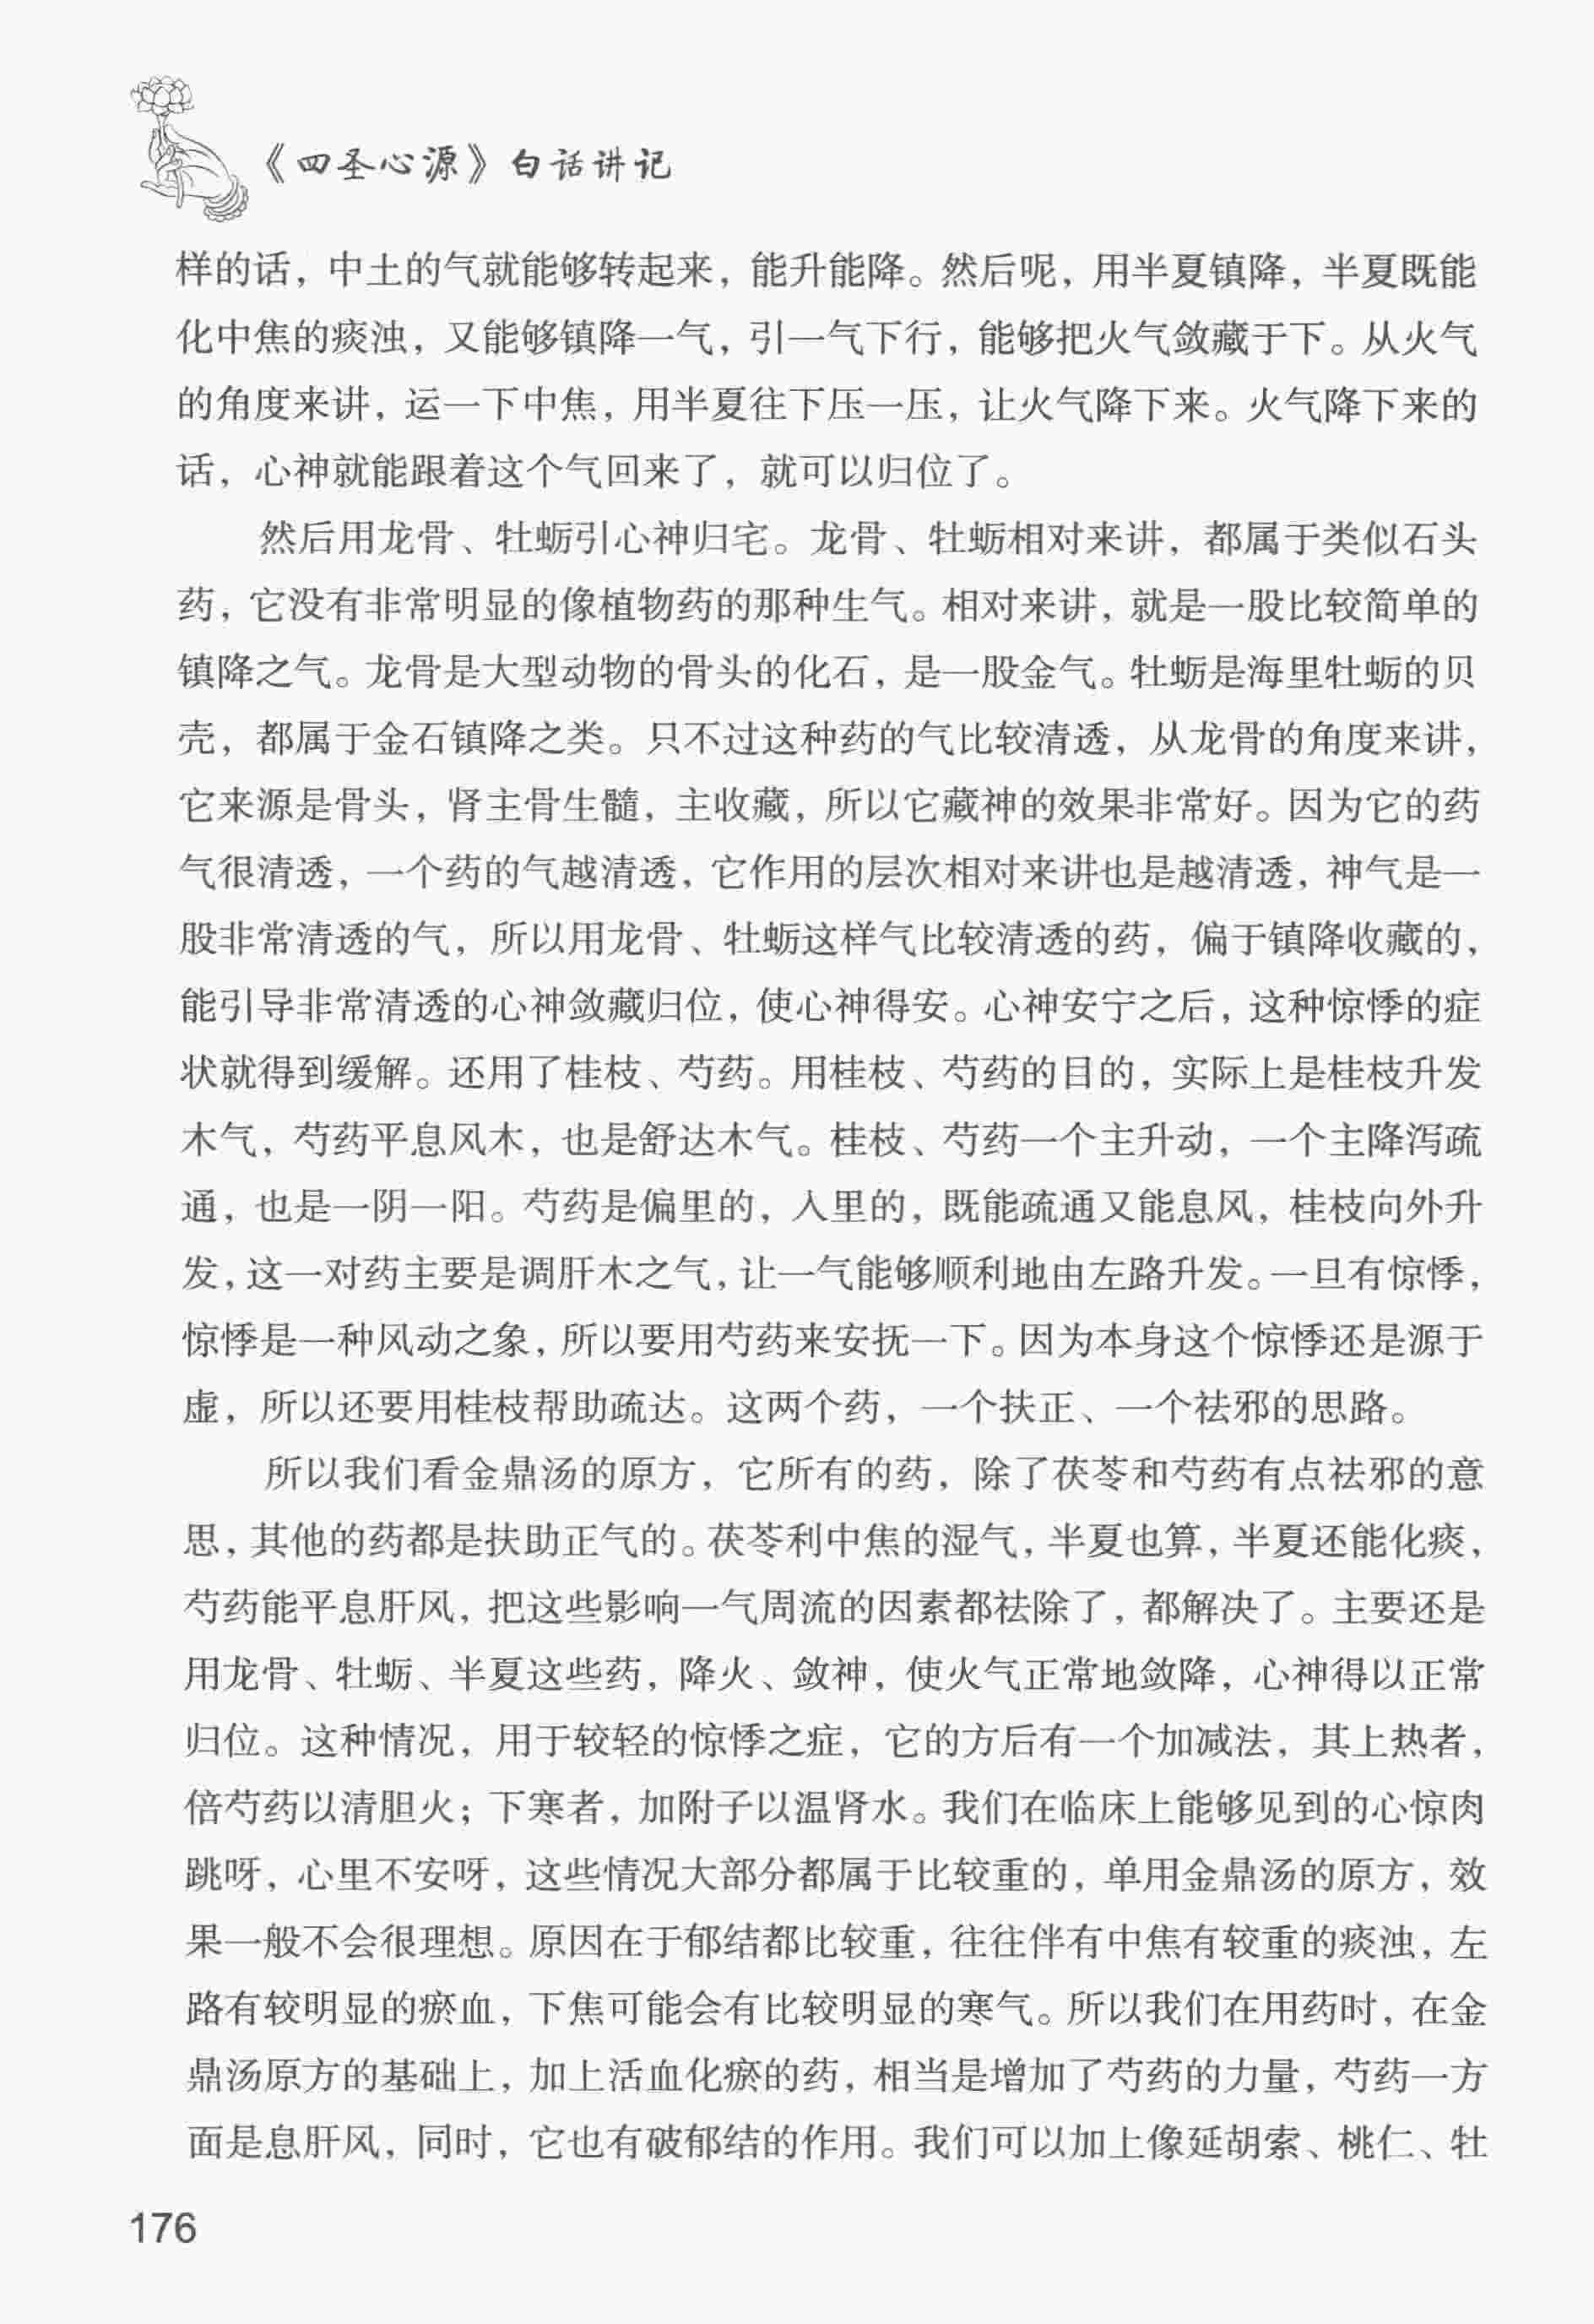 《四圣心源》白话讲记
样的话，中土的气就能够转起来，能升能降。然后呢，用半夏镇降，半夏既能
化中焦的痰浊，又能够镇降一气，引一气下行，能够把火气敛藏于下。从火气
的角度来讲，运一下中焦，用半夏往下压一压，让火气降下来。火气降下来的
话，心神就能跟着这个气回来了，就可以归位了。
然后用龙骨、牡蛎引心神归宅。龙骨、牡蛎相对来讲，都属于类似石头
药，它没有非常明显的像植物药的那种生气。相对来讲，就是一股比较简单的
镇降之气。龙骨是大型动物的骨头的化石，是一股金气。牡蛎是海里牡蛎的贝
壳，都属于金石镇降之类。只不过这种药的气比较清透，从龙骨的角度来讲，
它来源是骨头，肾主骨生髓，主收藏，所以它藏神的效果非常好。因为它的药
气很清透，一个药的气越清透，它作用的层次相对来讲也是越清透，神气是一
股非常清透的气，所以用龙骨、牡蛎这样气比较清透的药，偏于镇降收藏的，
能引导非常清透的心神敛藏归位，使心神得安。心神安宁之后，这种惊悸的症
状就得到缓解。还用了桂枝、芍药。用桂枝、芍药的目的，实际上是桂枝升发
木气，芍药平息风木，也是舒达木气。桂枝、芍药一个主升动，一个主降泻疏
通，也是一阴一阳。芍药是偏里的，入里的，既能疏通又能息风，桂枝向外升
发，这一对药主要是调肝木之气，让一气能够顺利地由左路升发。一旦有惊悸，
惊悸是一种风动之象，所以要用芍药来安抚一下。因为本身这个惊悸还是源于
虚，所以还要用桂枝帮助疏达。这两个药，一个扶正、一个祛邪的思路。
所以我们看金鼎汤的原方，它所有的药，除了茯苓和芍药有点祛邪的意
思，其他的药都是扶助正气的。茯苓利中焦的湿气，半夏也算，半夏还能化痰，
芍药能平息肝风，把这些影响一气周流的因素都祛除了，都解决了。主要还是
用龙骨、牡蛎、半夏这些药，降火、敛神，使火气正常地敛降，心神得以正常
归位。这种情况，用于较轻的惊悸之症，它的方后有一个加减法，其上热者，
倍芍药以清胆火；下寒者，加附子以温肾水。我们在临床上能够见到的心惊肉
跳呀，心里不安呀，这些情况大部分都属于比较重的，单用金鼎汤的原方，效
果一般不会很理想。原因在于郁结都比较重，往往伴有中焦有较重的痰浊，左
路有较明显的瘀血，下焦可能会有比较明显的寒气。所以我们在用药时，在金
鼎汤原方的基础上，加上活血化瘀的药，相当是增加了芍药的力量，芍药一方
面是息肝风，同时，它也有破郁结的作用。我们可以加上像延胡索、桃仁、牡
176